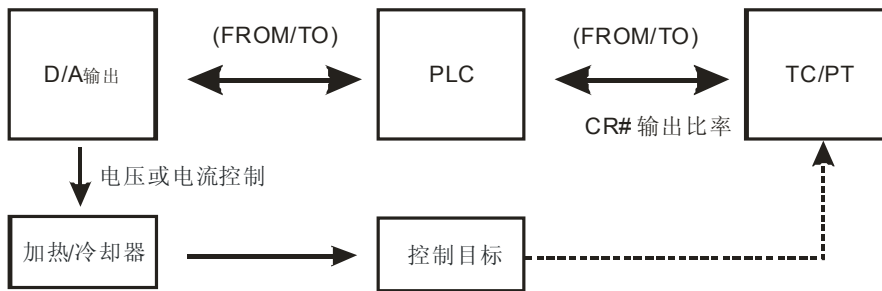 (FROM/TO)
(FROM/TO)
D/A输出
PLC
TC/PT
CR# 输出比率
电压或电流控制
加热/冷却器
控制目标